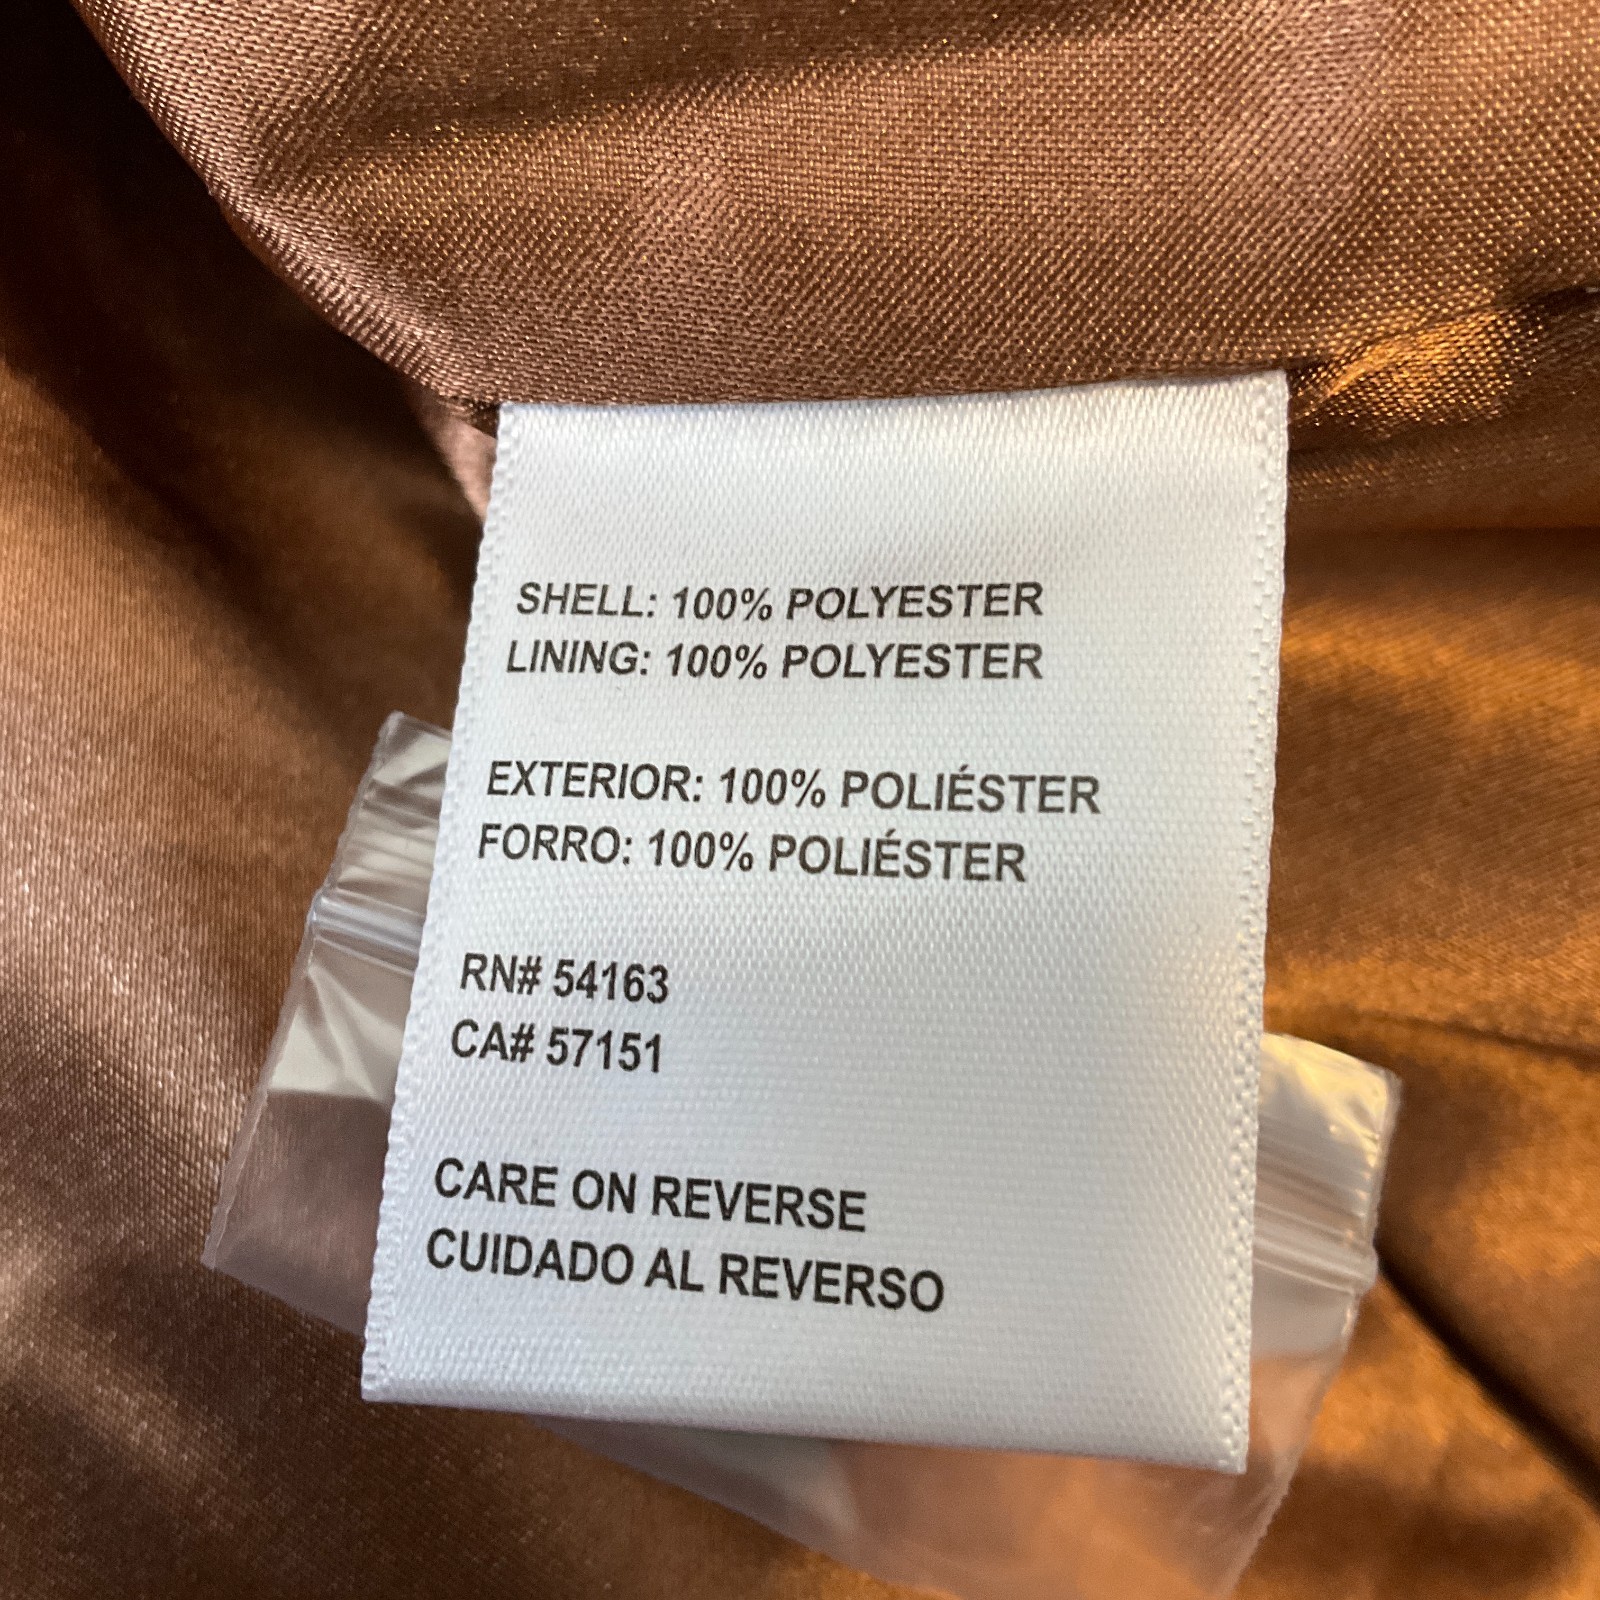 SHELL: 100% POLYESTER
LINING: 100% POLYESTER
EXTERIOR: 100% POLIÉSTER
FORRO: 100% POLIÉSTER
RN# 54163
CA# 57151
CARE ON REVERSE
CUIDADO AL REVERSO